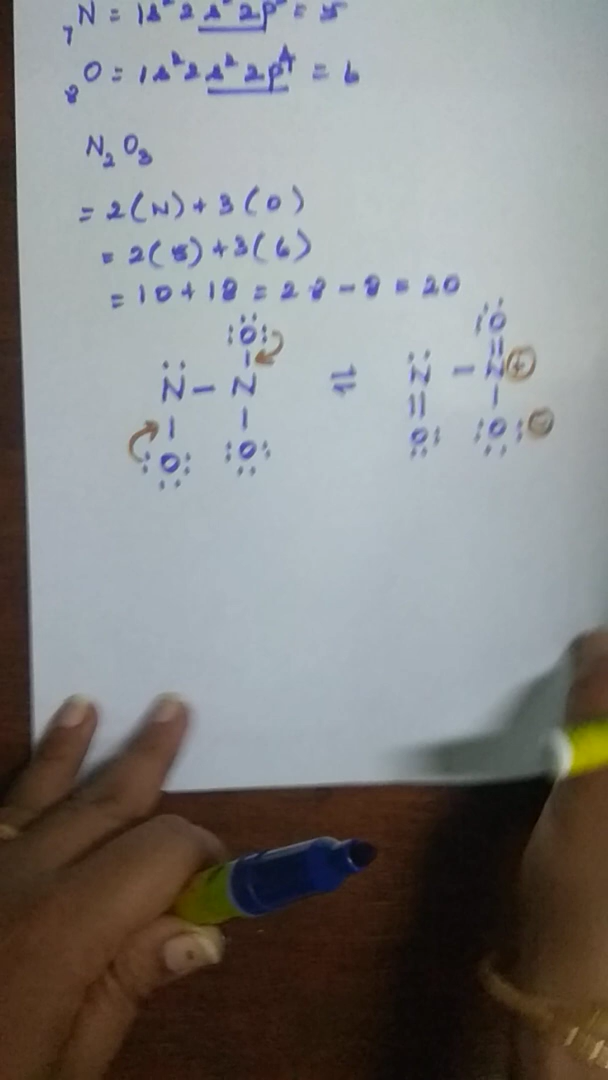 ₇N = 1s² 2s² 2p = 5
₈O = 1s² 2s² 2p⁴ = 6
N₂O₃
= 2(N) + 3(O)
= 2(5) + 3(6)
= 10 + 18 = 28 - 8 = 20
:Ö: :Ö
N̈ - N ⇌ N̈ - N ⊕
:O: :O: O: :O: ⊖